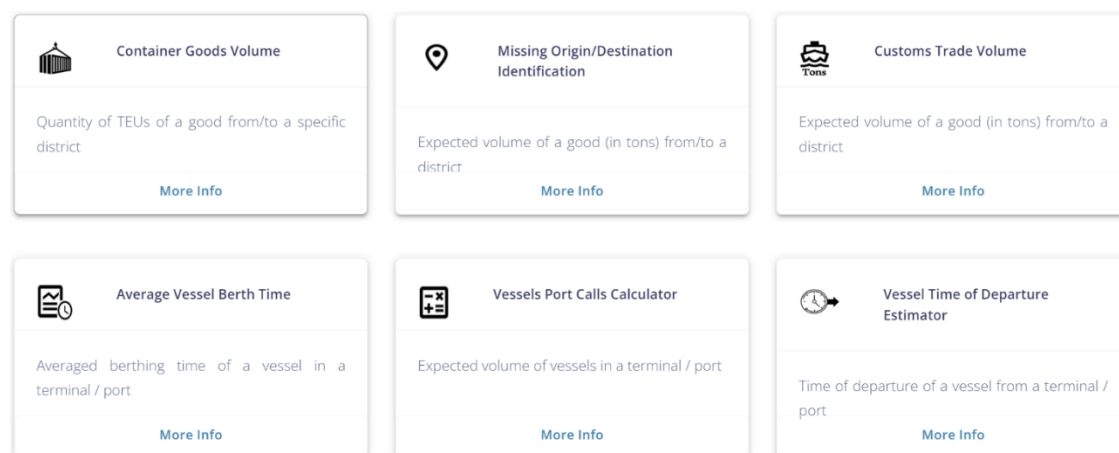 Container Goods Volume
Quantity of TEUs of a good from/to a specific
district
More Info
Missing Origin/Destination
Identification
Expected volume of a good (in tons) from/to a
district
More Info
Tons
Customs Trade Volume
Expected volume of a good (in tons) from/to a
district
More Info
Average Vessel Berth Time
Averaged berthing time of a vessel in a
terminal / port
More Info
Vessels Port Calls Calculator
Expected volume of vessels in a terminal / port
More Info
Vessel Time of Departure
Estimator
Time of departure of a vessel from a terminal /
port
More Info